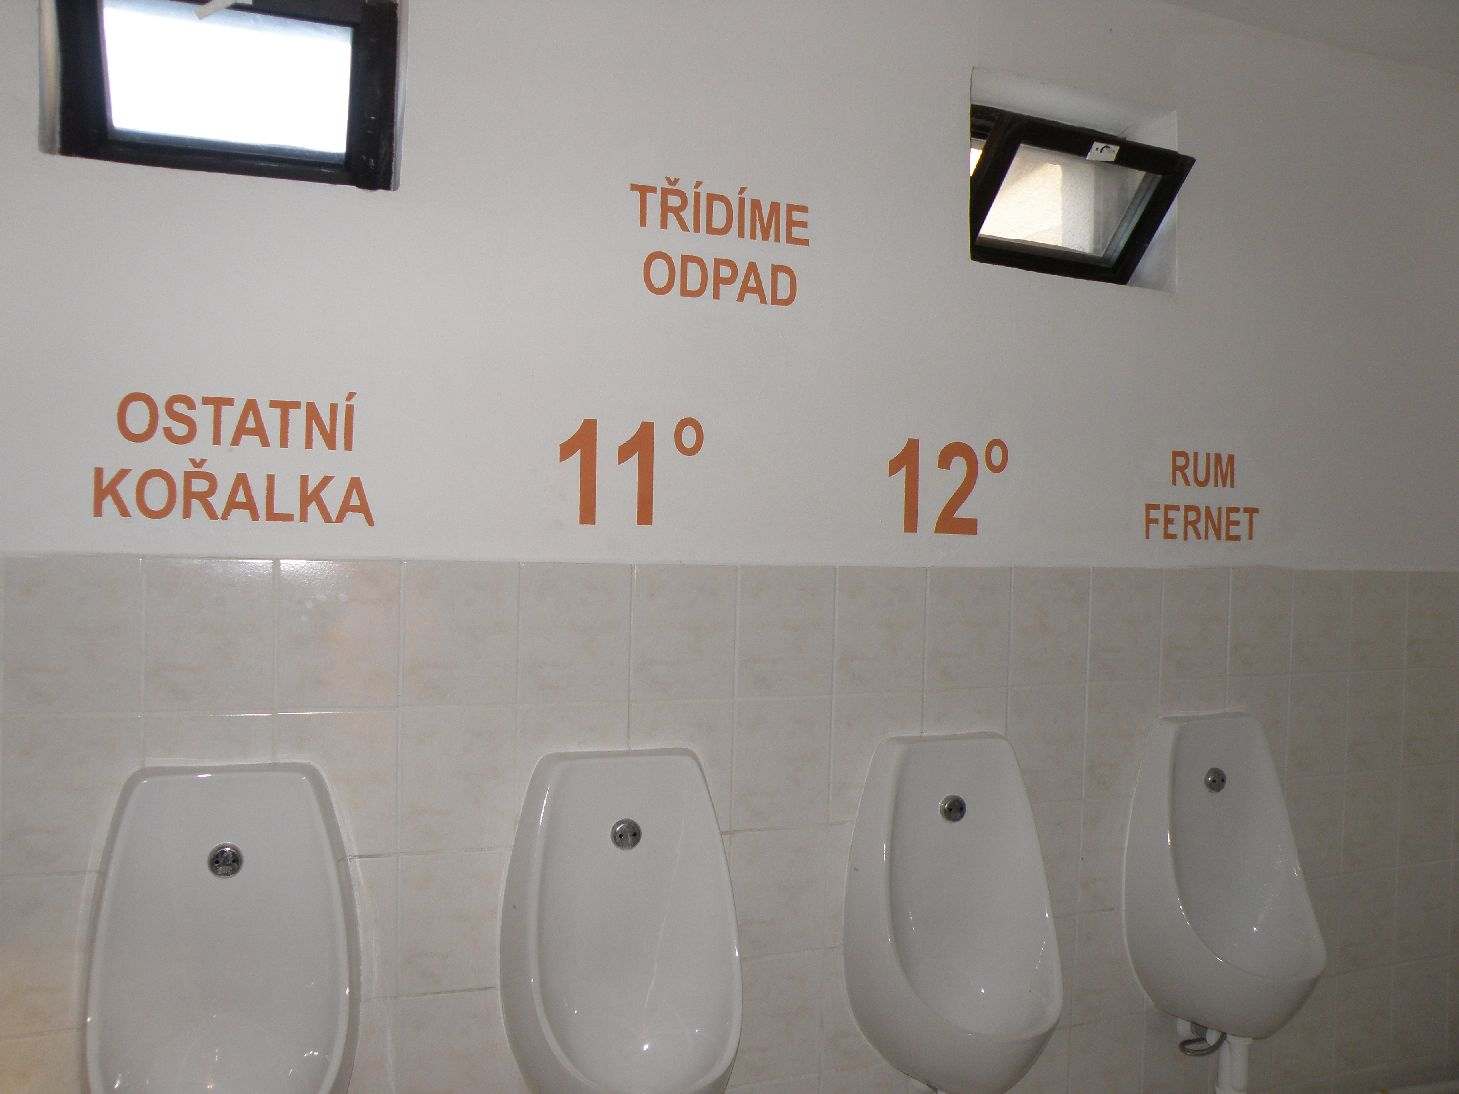 TŘÍDÍME
ODPAD
OSTATNÍ
KOŘALKA
11°
12°
RUM
FERNET